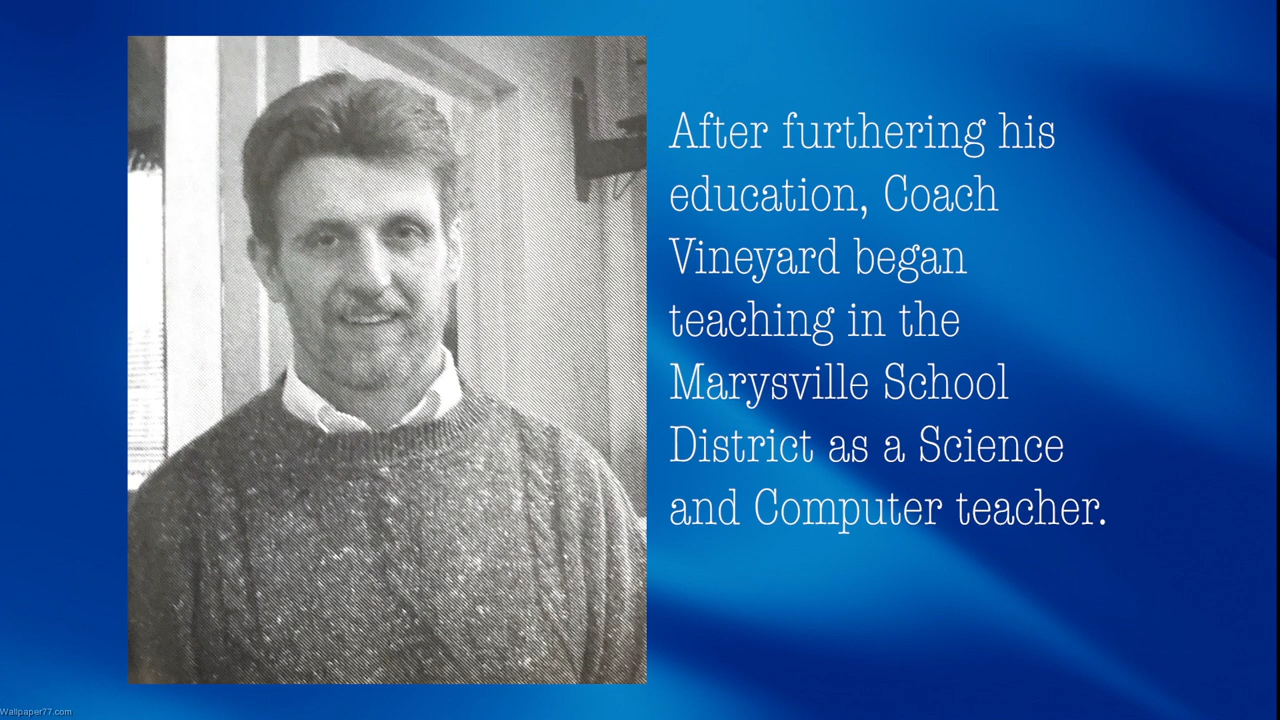 After furthering his
education, Coach
Vineyard began
teaching in the
Marysville School
District as a Science
and Computer teacher.
Wallpaper77.com